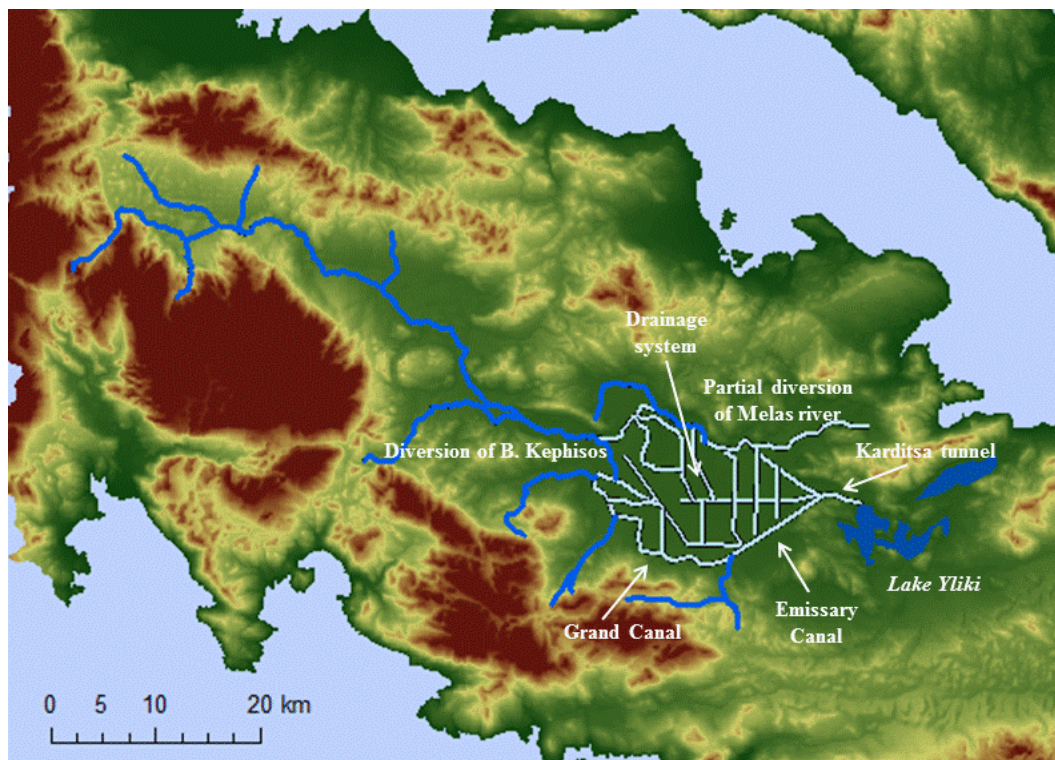 Drainage
system
Partial diversion
of Melas river
Diversion of B. Kephisos
Karditsa tunnel
Lake Yliki
Emissary
Canal
Grand Canal
0 5 10 20 km